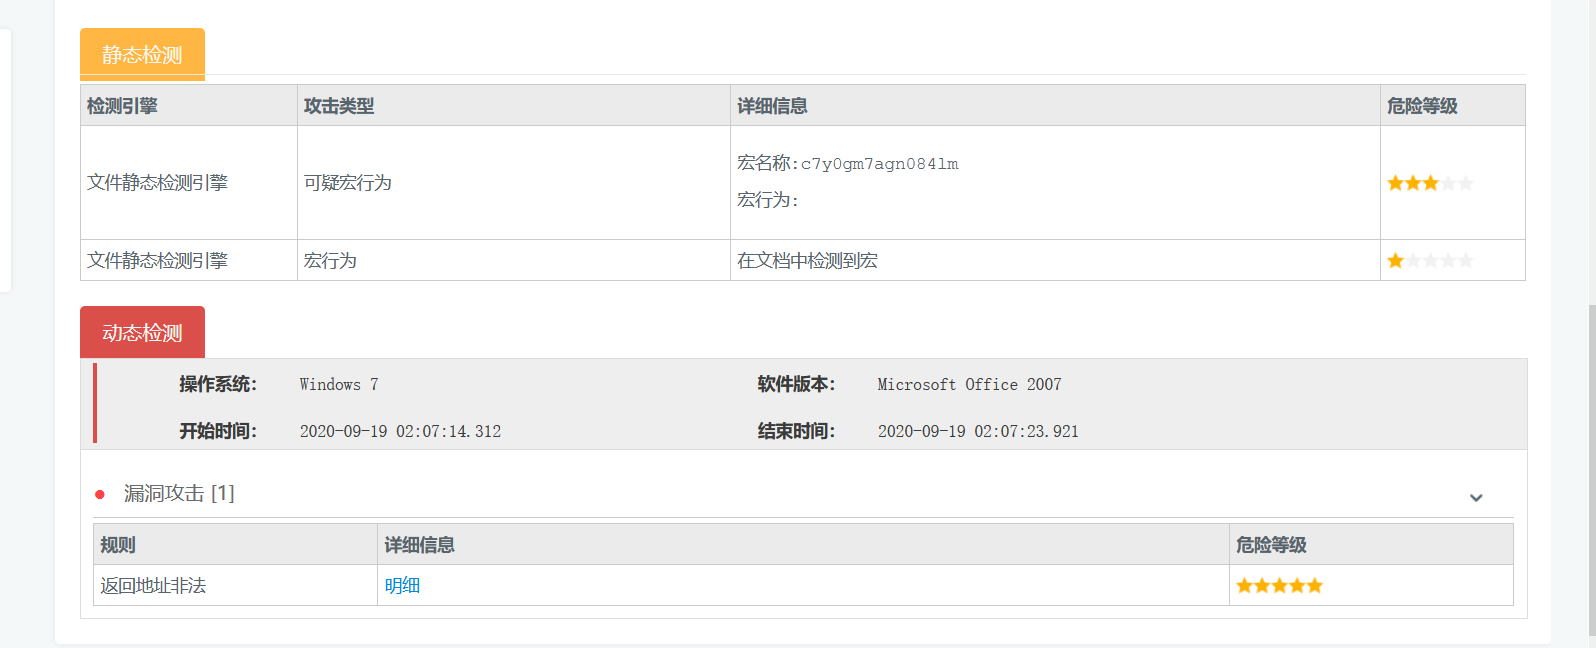 静态检测
检测引擎 攻击类型 详细信息 危险等级
文件静态检测引擎 可疑宏行为 宏名称:c7y0gm7agn084lm
宏行为:
文件静态检测引擎 宏行为 在文档中检测到宏
动态检测
操作系统: Windows 7 软件版本: Microsoft Office 2007
开始时间: 2020-09-19 02:07:14.312 结束时间: 2020-09-19 02:07:23.921
漏洞攻击 [1]
规则 详细信息 危险等级
返回地址非法 明细